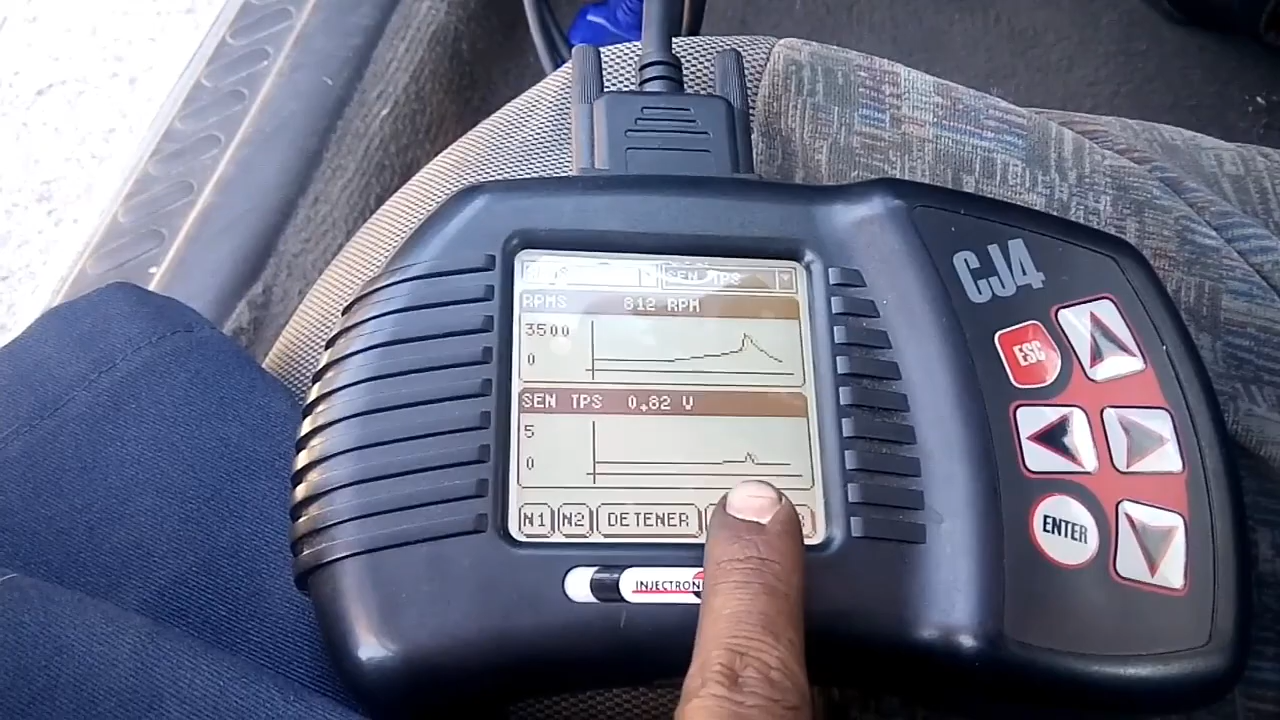 CJ4
SEN TPS
RPMS 812 RPM
3500
0
SEN TPS 0.82 V
5
0
N1 N2 DETENER
ESC
ENTER